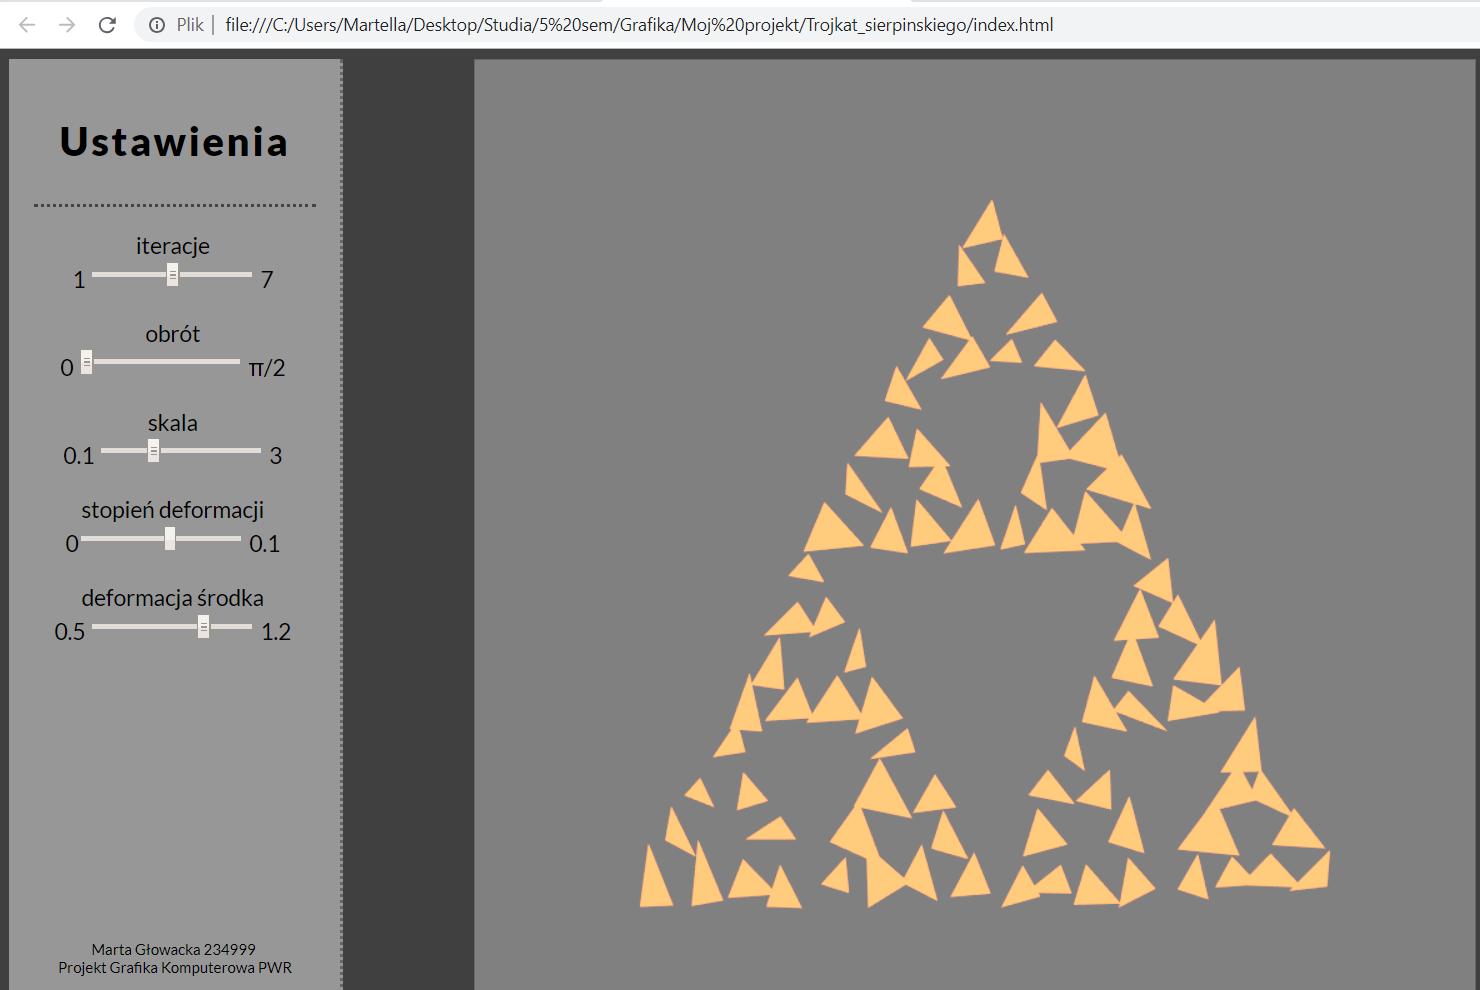 Plik | file:///C:/Users/Martella/Desktop/Studia/5%20sem/Grafika/Moj%20projekt/Trojkat_sierpinskiego/index.html
Ustawienia
iteracje
1 7
obrót
0 π/2
skala
0.1 3
stopień deformacji
0 0.1
deformacja środka
0.5 1.2
Marta Głowacka 234999
Projekt Grafika Komputerowa PWR